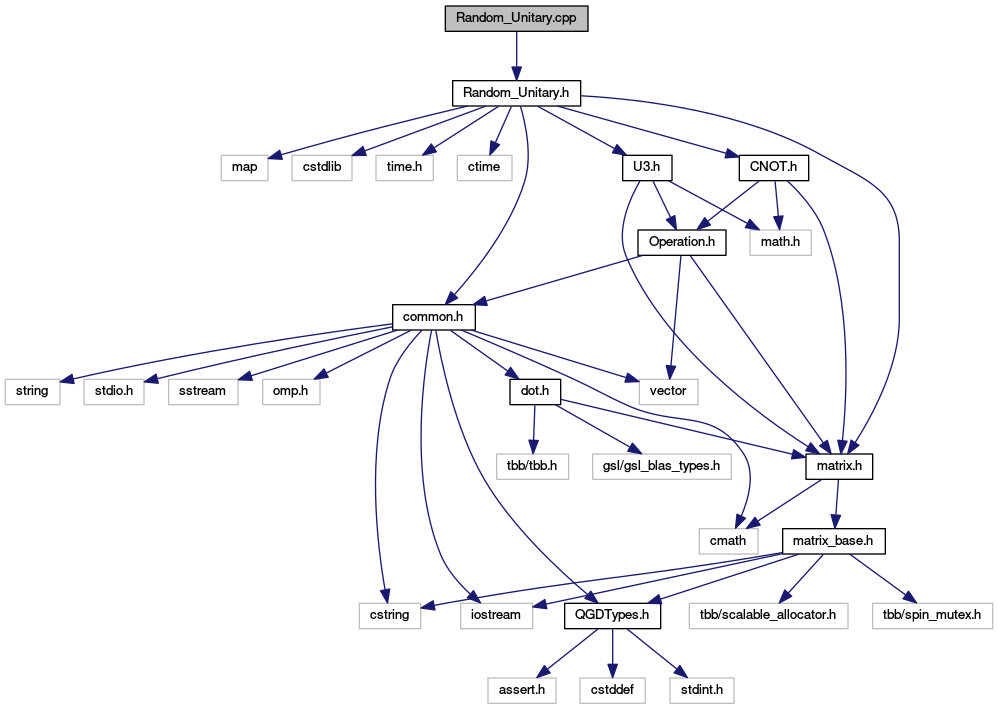 Random_Unitary.cpp
Random_Unitary.h
map
cstdlib
time.h
ctime
U3.h
CNOT.h
Operation.h
math.h
common.h
string
stdio.h
sstream
omp.h
dot.h
vector
tbb/tbb.h
gsl/gsl_blas_types.h
matrix.h
cmath
matrix_base.h
cstring
iostream
QGDTypes.h
tbb/scalable_allocator.h
tbb/spin_mutex.h
assert.h
cstddef
stdint.h